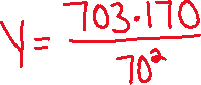 Y = 703·170 / 70²